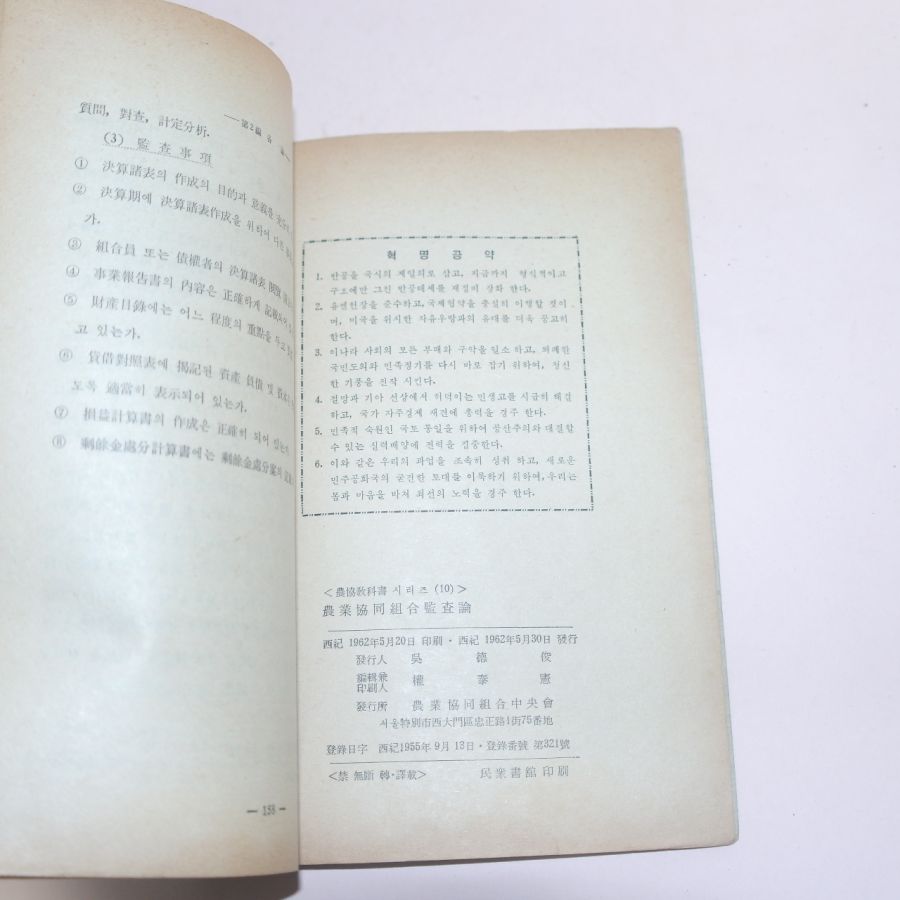 第2編 各
質問, 對査, 計定分析.
(3) 監査事項
① 決算諸表의 作成의 目的과 意義를
② 決算期에 決算諸表作成을 위하여 다른
가.
③ 組合員 또는 債權者의 決算諸表 閱覽
④ 事業報告書의 內容은 正確하게 記載되어
⑤ 財産目錄에는 어느 程度의 重點을 두고
고 있는가.
⑥ 貸借對照表에 揭記된 資産 負債 및 資本
도록 適當히 表示되어 있는가.
⑦ 損益計算書의 作成은 正確히 되어 있는가
⑧ 剩餘金處分計算書에는 剩餘金處分案의
— 155 —
혁명공약
1. 반공을 국시의 제일의로 삼고, 지금까지 형식적이고
구호에만 그친 반공태세를 재정비 강화 한다.
2. 유엔헌장을 준수하고, 국제협약을 충실히 이행할 것이
며, 미국을 위시한 자유우방과의 유대를 더욱 공고히
한다.
3. 이나라 사회의 모든 부패와 구악을 일소 하고, 퇴폐한
국민도의와 민족정기를 다시 바로 잡기 위하여, 청신
한 기풍을 진작 시킨다.
4. 절망과 기아 선상에서 허덕이는 민생고를 시급히 해결
하고, 국가 자주경제 재건에 총력을 경주 한다.
5. 민족적 숙원인 국토 통일을 위하여 공산주의와 대결할
수 있는 실력배양에 전력을 집중한다.
6. 이와 같은 우리의 과업을 조속히 성취 하고, 새로운
민주공화국의 굳건한 토대를 이룩하기 위하여, 우리는
몸과 마음을 바쳐 최선의 노력을 경주 한다.
<農協敎科書 시리즈 (10)>
農業協同組合監査論
西紀 1962年5月20日 印刷・西紀 1962年5月30日 發行
發行人 吳德俊
編輯兼
印刷人 權泰憲
發行所 農業協同組合中央會
서울特別市西大門區忠正路1街75番地
登錄日字 西紀1955年 9月 13日・登錄番號 第321號
<禁 無斷 轉・譯載> 民衆書館 印刷